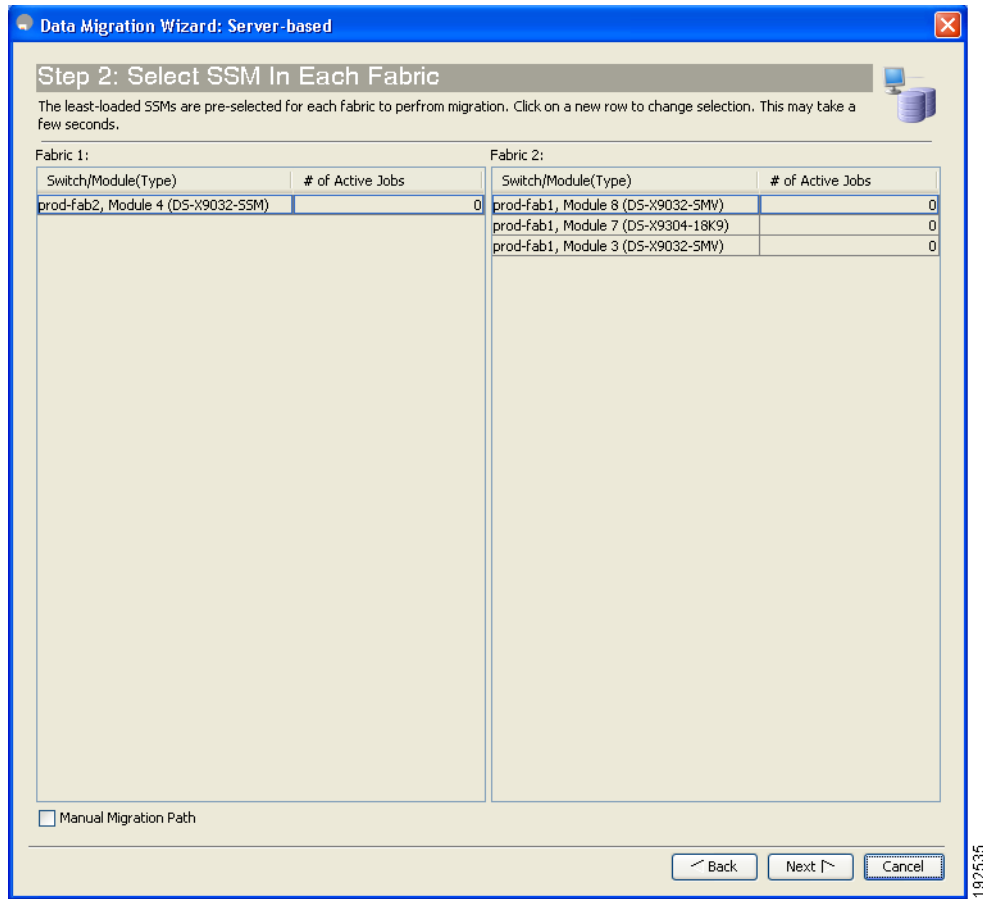 Data Migration Wizard: Server-based
Step 2: Select SSM In Each Fabric
The least-loaded SSMs are pre-selected for each fabric to perfrom migration. Click on a new row to change selection. This may take a
few seconds.
Fabric 1:
Switch/Module(Type) # of Active Jobs
prod-fab2, Module 4 (DS-X9032-SSM) 0
Fabric 2:
Switch/Module(Type) # of Active Jobs
prod-fab1, Module 8 (DS-X9032-SMV) 0
prod-fab1, Module 7 (DS-X9304-18K9) 0
prod-fab1, Module 3 (DS-X9032-SMV) 0
Manual Migration Path
Back Next Cancel
192535